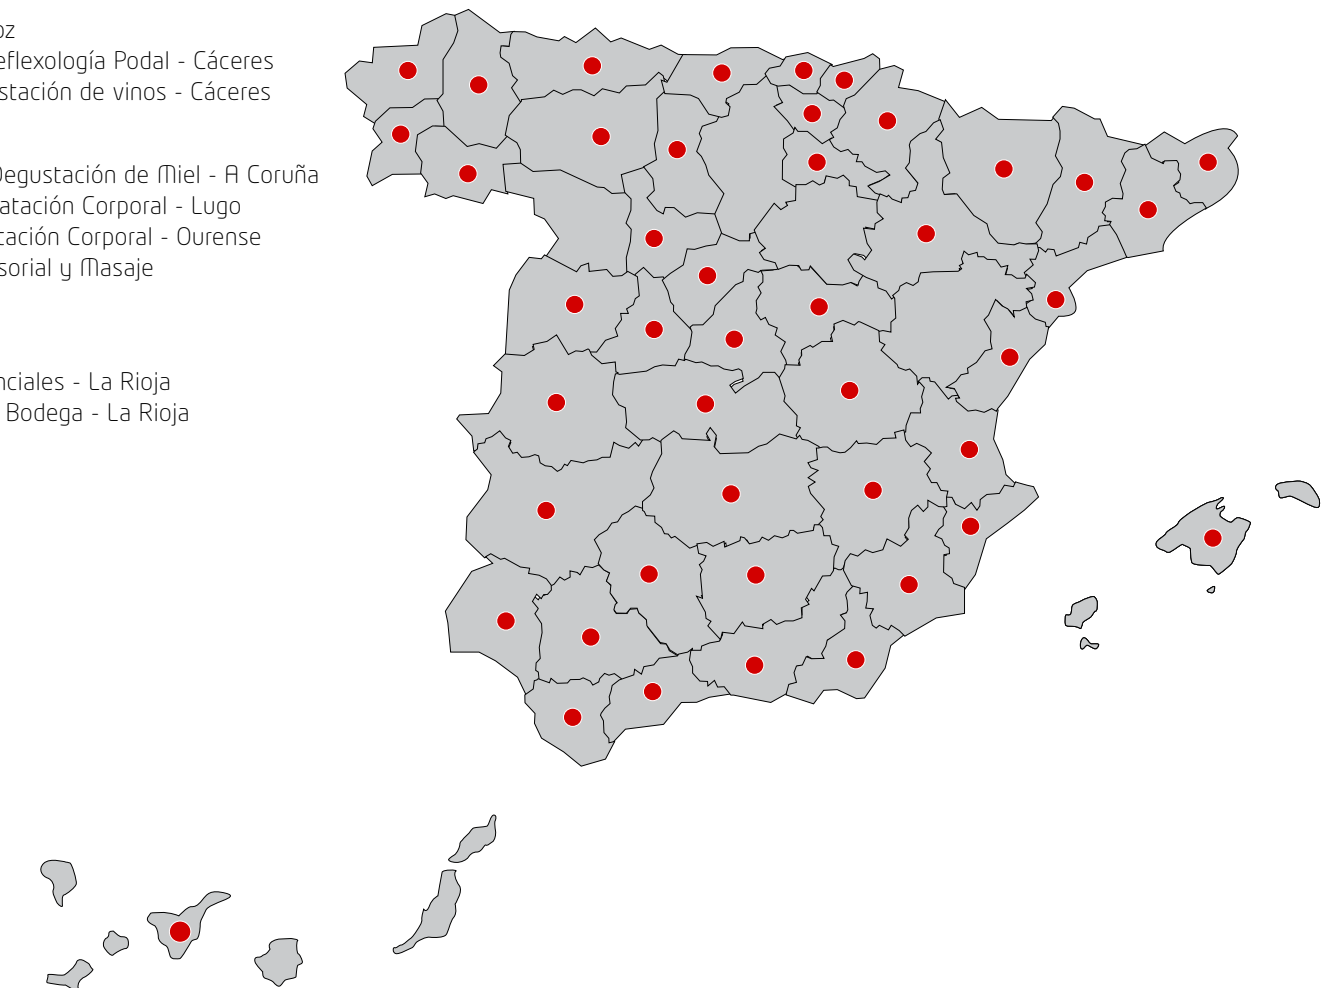 oz
eflexología Podal - Cáceres
stación de vinos - Cáceres
Degustación de Miel - A Coruña
atación Corporal - Lugo
tación Corporal - Ourense
sorial y Masaje
nciales - La Rioja
Bodega - La Rioja